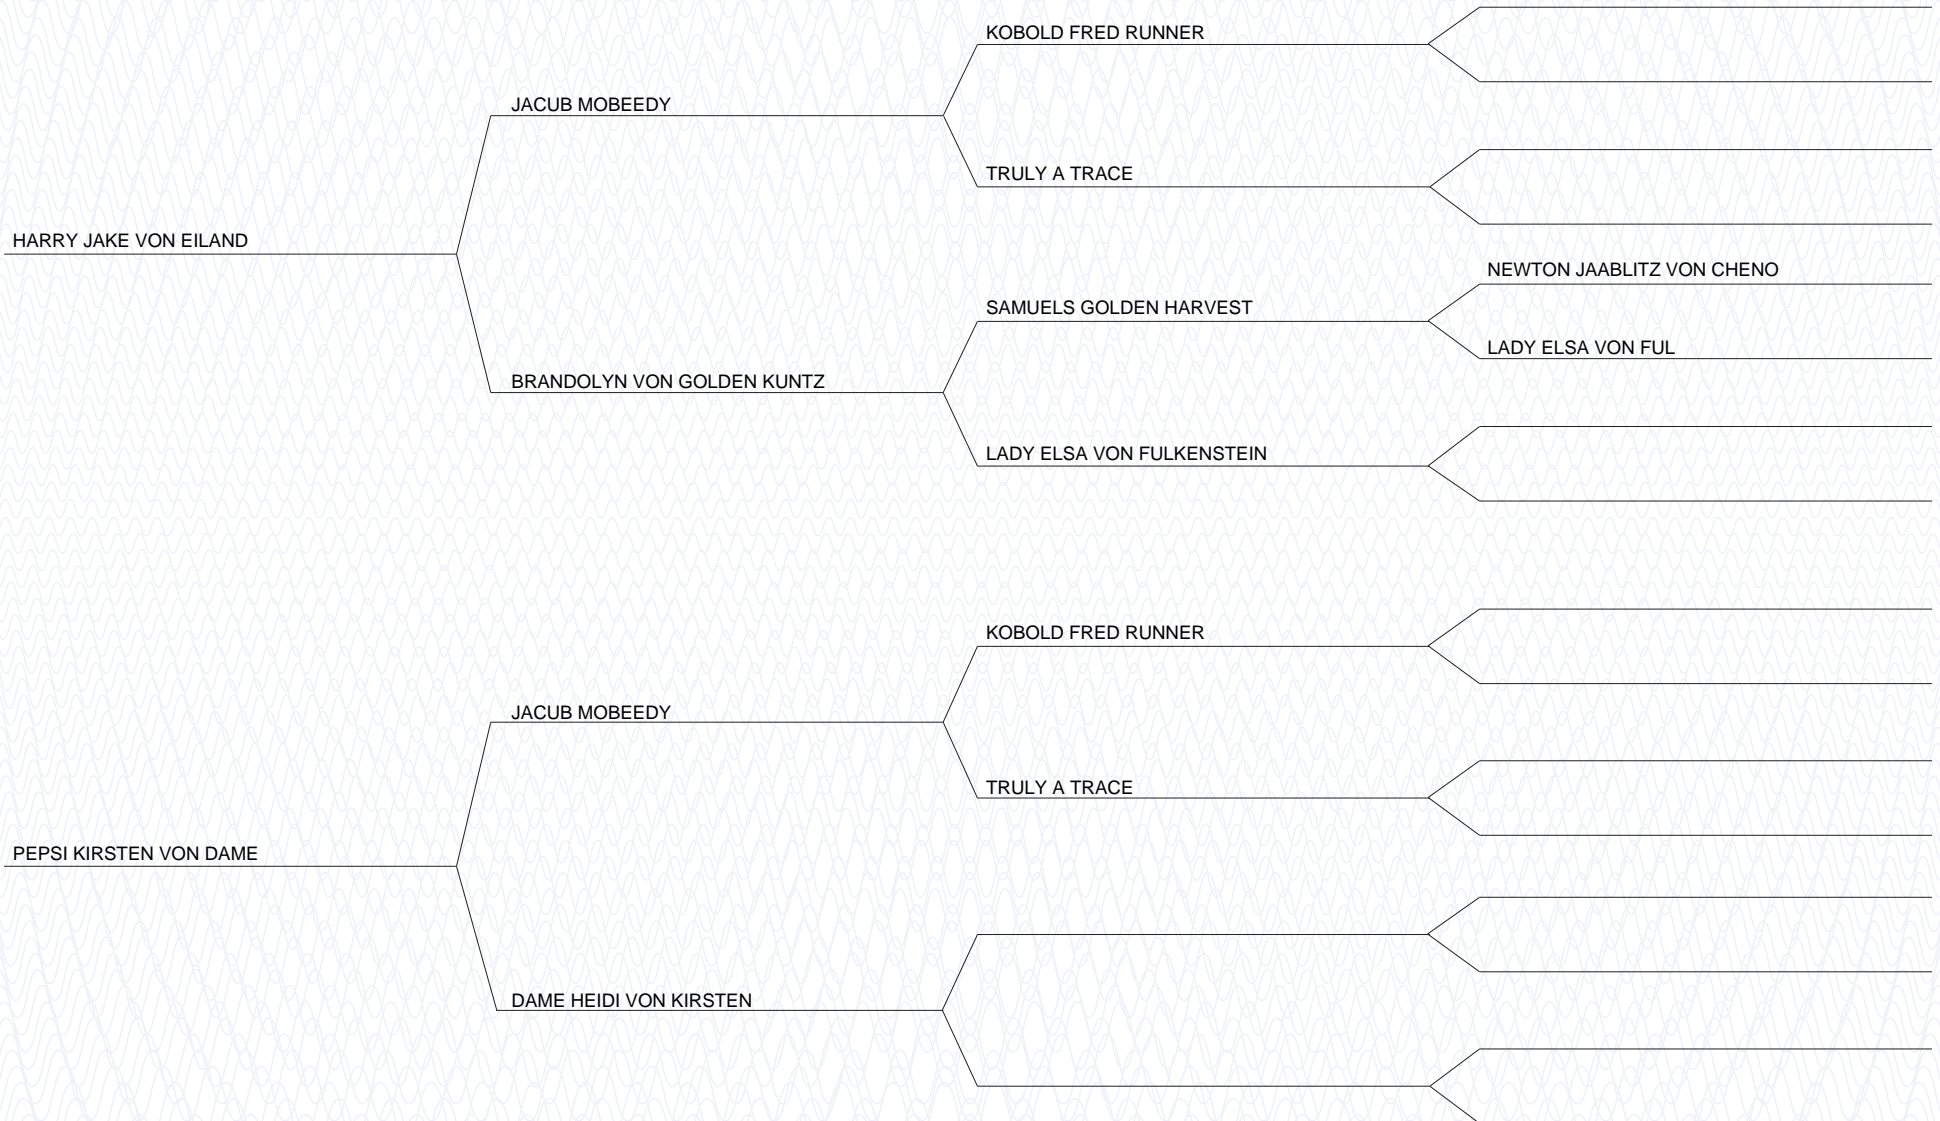 KOBOLD FRED RUNNER
JACUB MOBEEDY
TRULY A TRACE
HARRY JAKE VON EILAND
NEWTON JAABLITZ VON CHENO
SAMUELS GOLDEN HARVEST
LADY ELSA VON FUL
BRANDOLYN VON GOLDEN KUNTZ
LADY ELSA VON FULKENSTEIN
KOBOLD FRED RUNNER
JACUB MOBEEDY
TRULY A TRACE
PEPSI KIRSTEN VON DAME
DAME HEIDI VON KIRSTEN